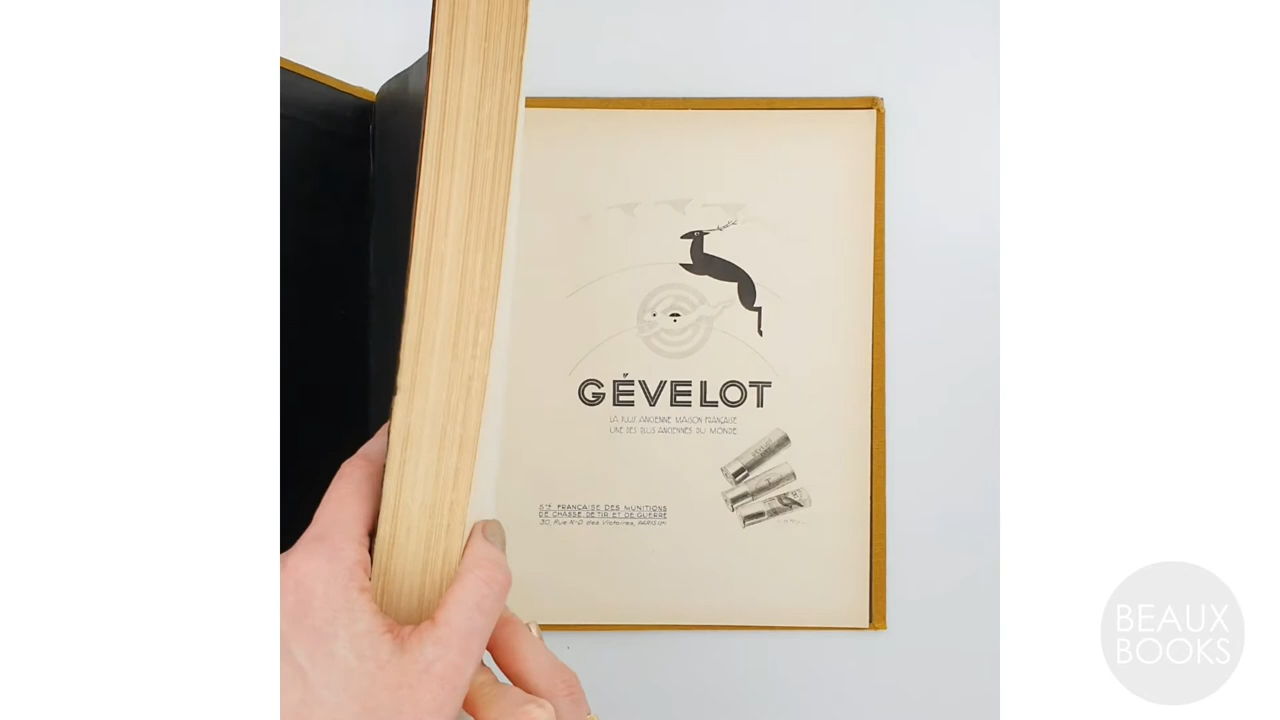 GÉVELOT
LA PLUS ANCIENNE MAISON FRANÇAISE
UNE DES PLUS ANCIENNES DU MONDE
STÉ FRANÇAISE DES MUNITIONS
DE CHASSE DE TIR ET DE GUERRE
30, Rue N-D des Victoires, PARIS
BEAUX
BOOKS